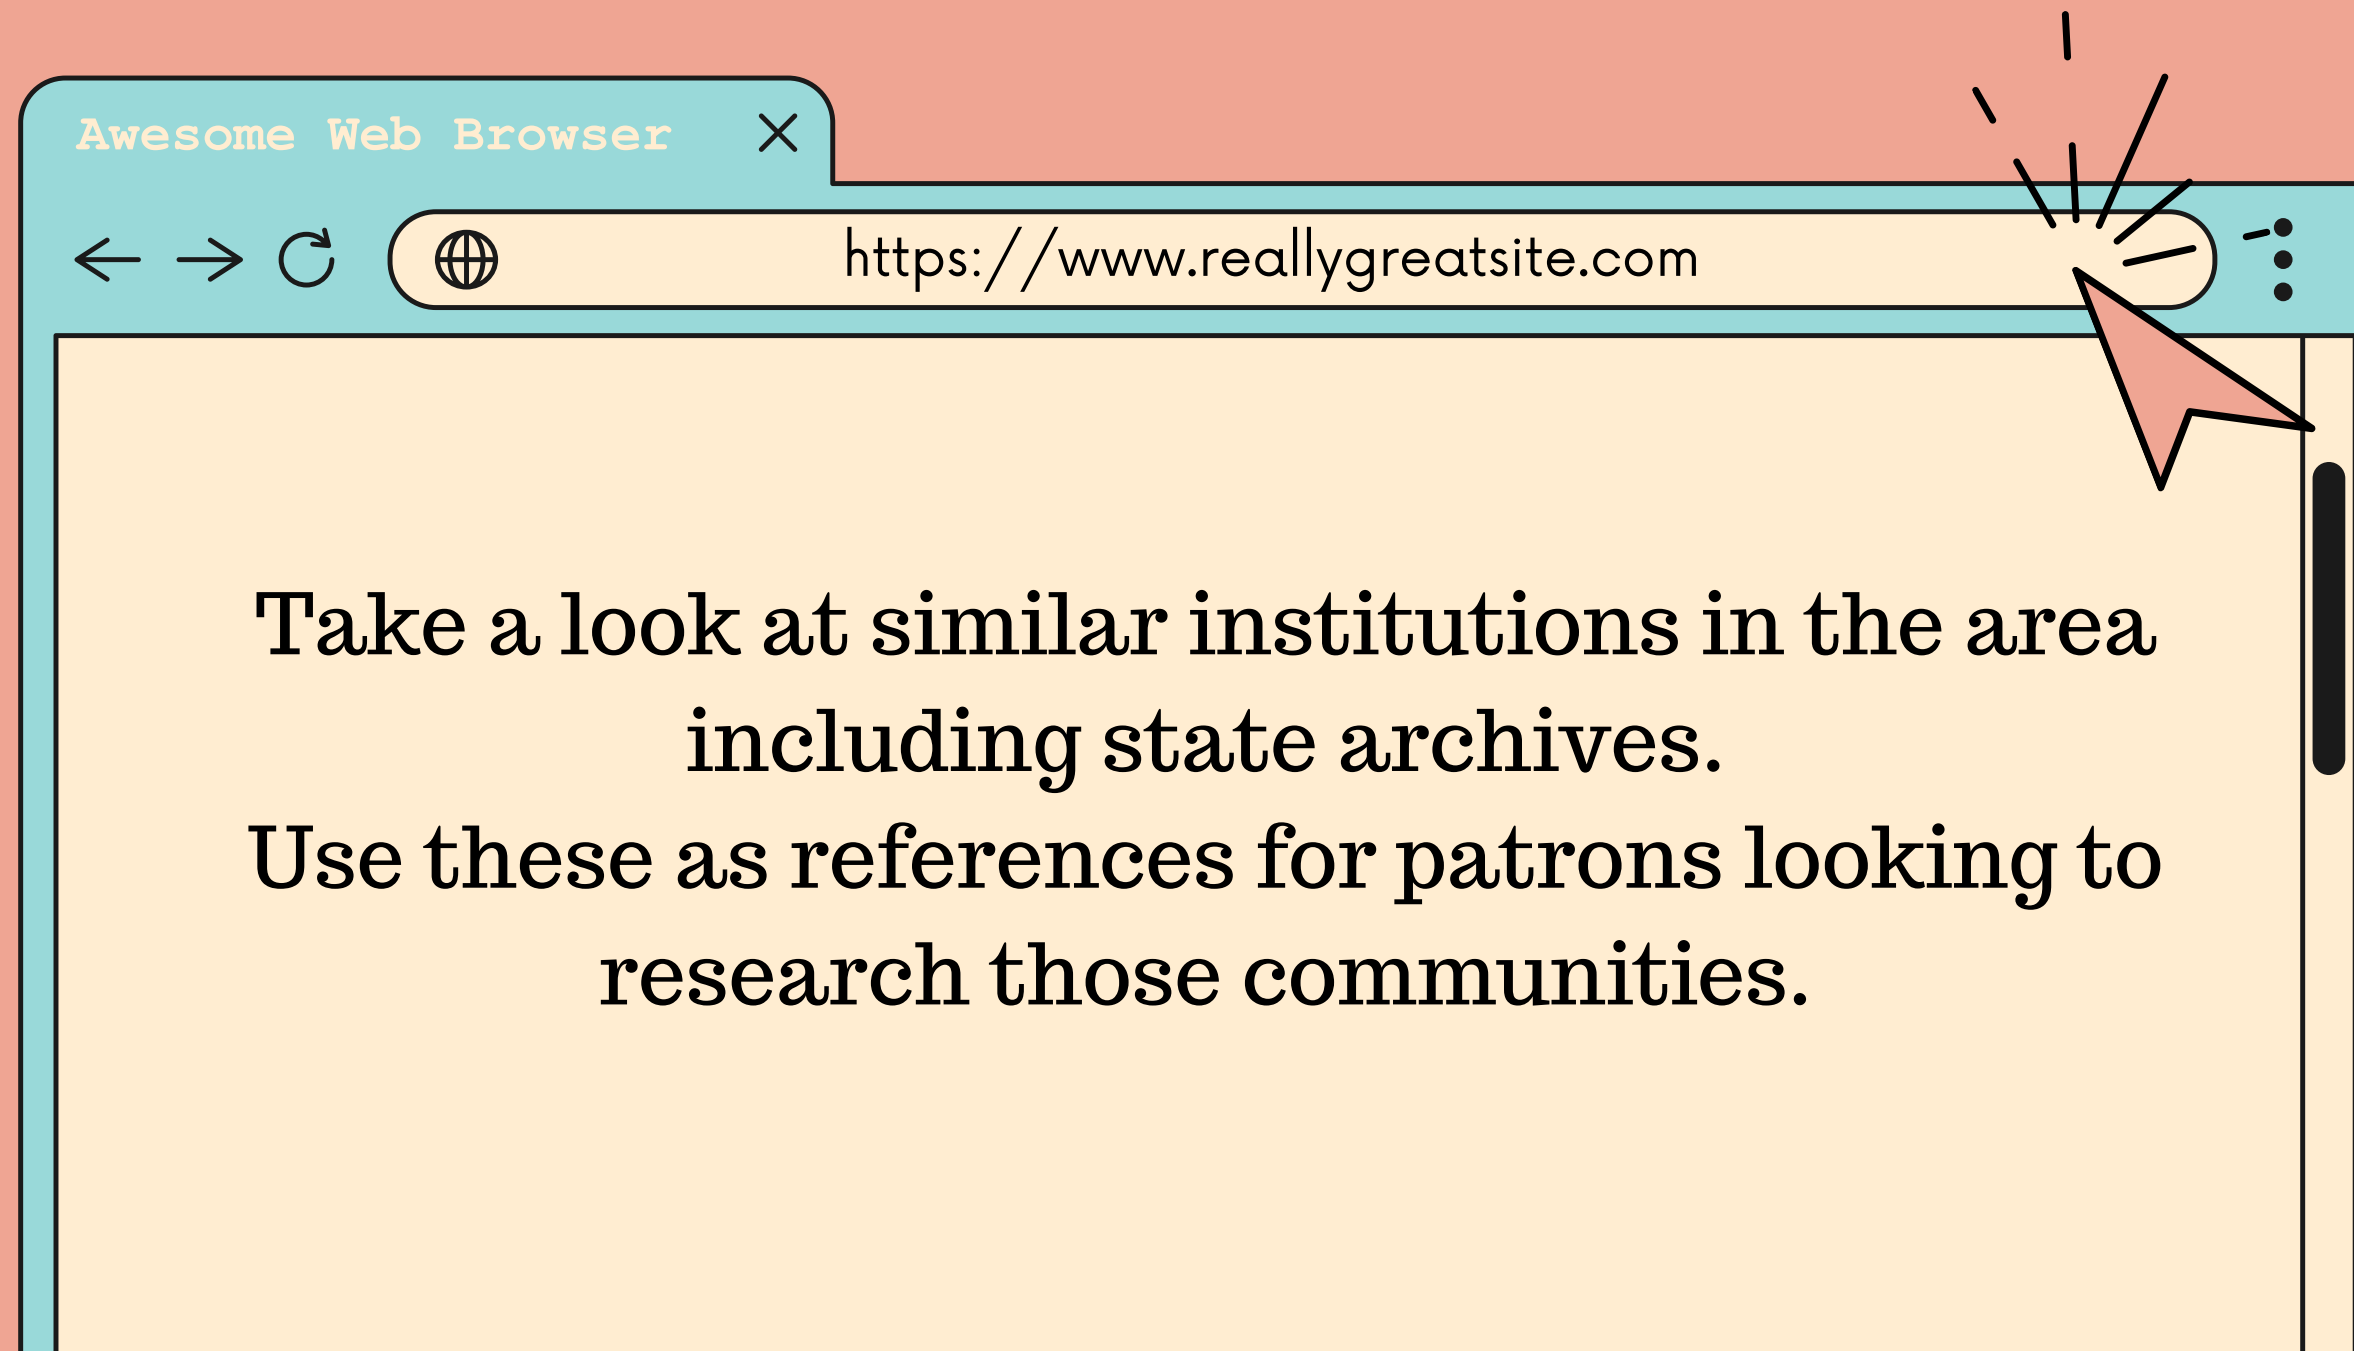 Awesome Web Browser
https://www.reallygreatsite.com
Take a look at similar institutions in the area
including state archives.
Use these as references for patrons looking to
research those communities.